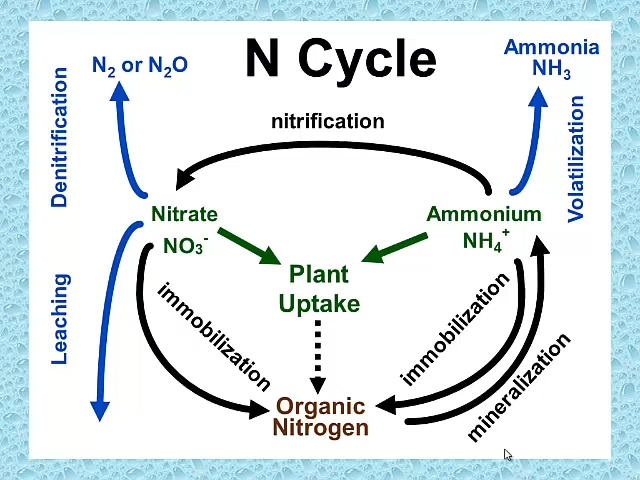 N Cycle
N2 or N2O
Ammonia
NH3
Denitrification
nitrification
Volatilization
Nitrate
NO3-
Ammonium
NH4+
Plant
Uptake
Leaching
immobilization
immobilization
mineralization
Organic
Nitrogen